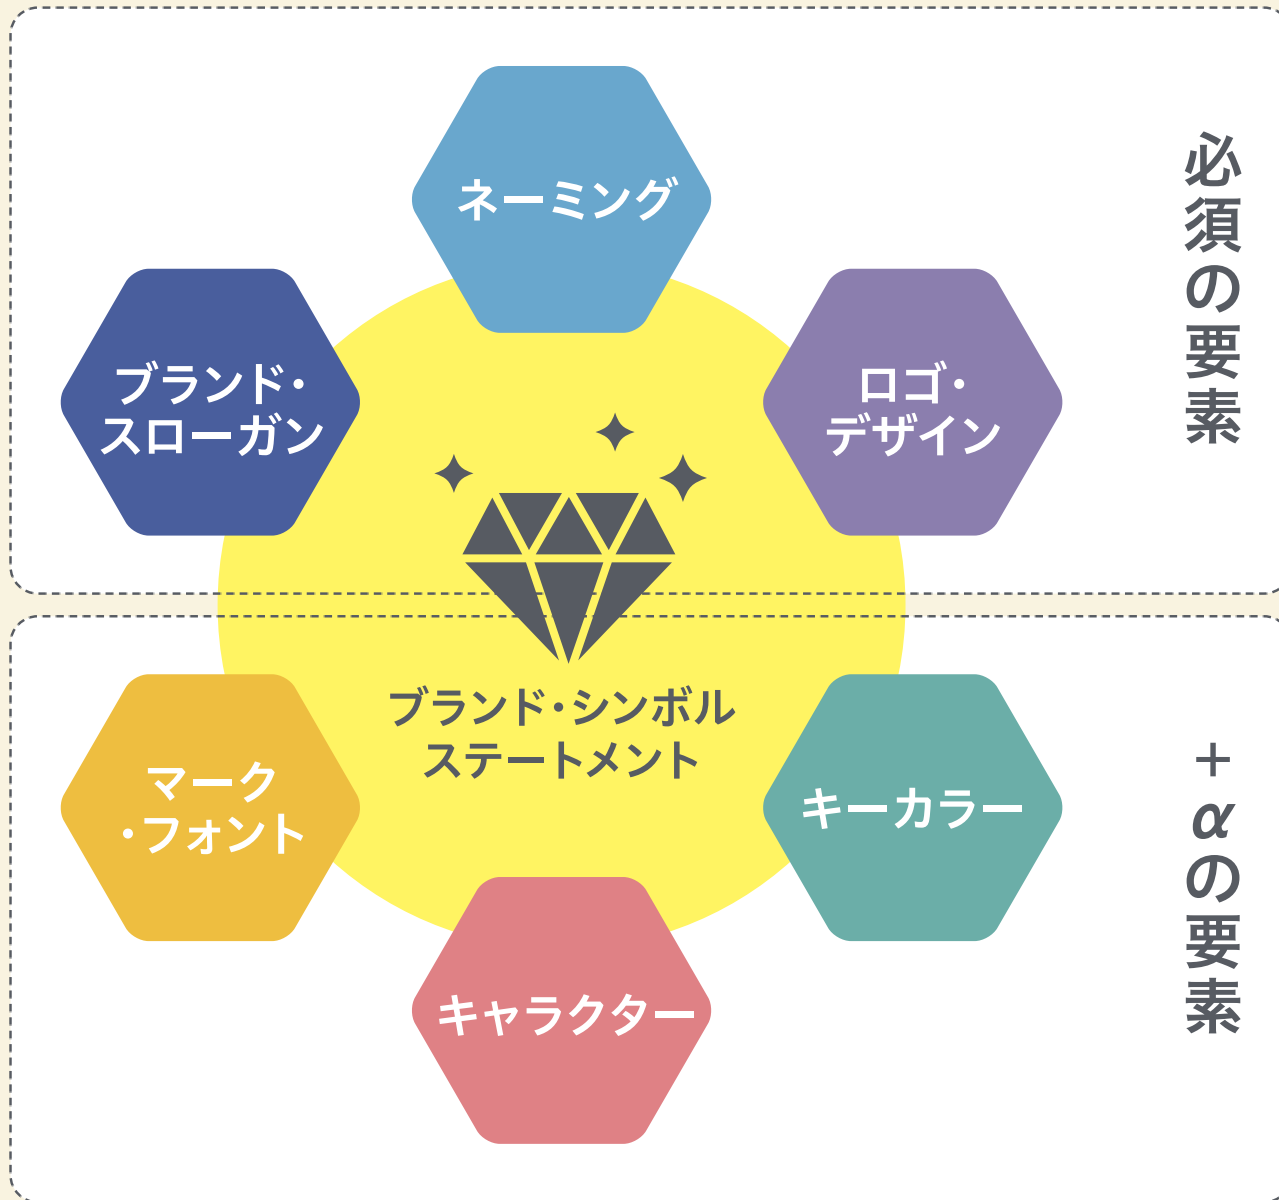 ネーミング
ブランド・
スローガン
ロゴ・
デザイン
必須の要素
ブランド・シンボル
ステートメント
マーク
・フォント
キーカラー
キャラクター
+αの要素